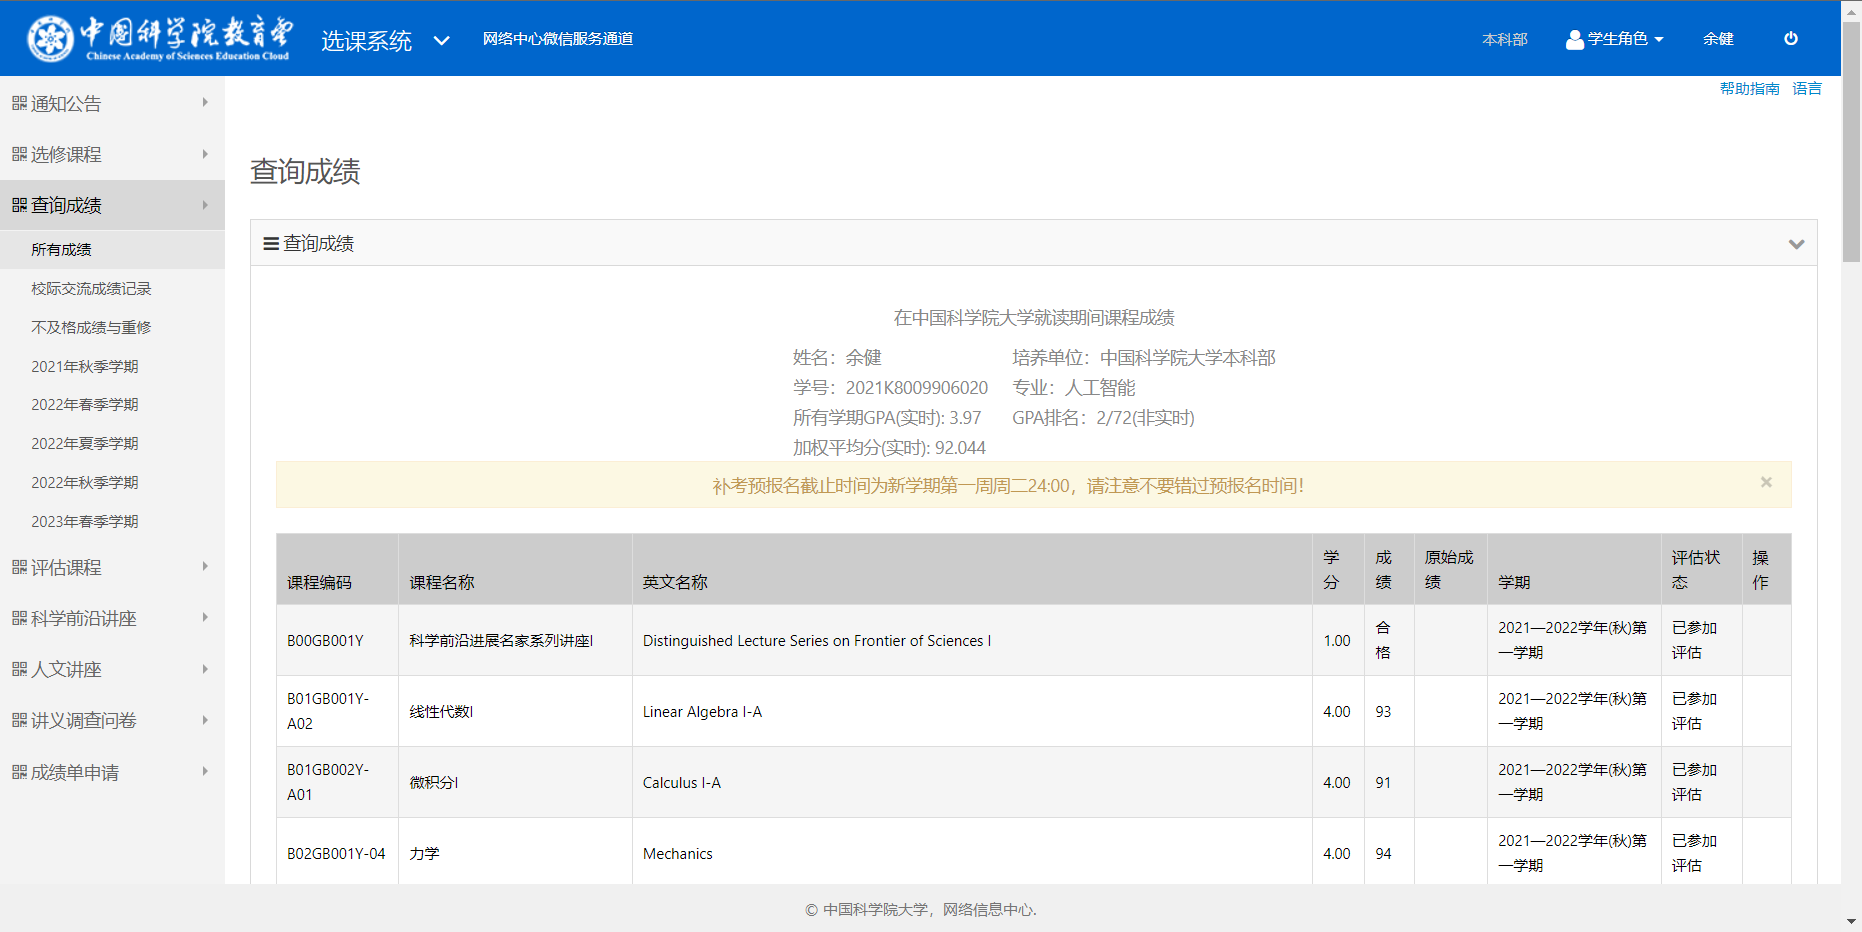 中国科学院教育云
Chinese Academy of Sciences Education Cloud
选课系统
网络中心微信服务通道
本科部
学生角色
余健
帮助指南 语言
通知公告
选修课程
查询成绩
所有成绩
校际交流成绩记录
不及格成绩与重修
2021年秋季学期
2022年春季学期
2022年夏季学期
2022年秋季学期
2023年春季学期
评估课程
科学前沿讲座
人文讲座
讲义调查问卷
成绩单申请
查询成绩
查询成绩
在中国科学院大学就读期间课程成绩
姓名：余健 培养单位：中国科学院大学本科部
学号：2021K8009906020 专业：人工智能
所有学期GPA(实时): 3.97 GPA排名：2/72(非实时)
加权平均分(实时): 92.044
补考预报名截止时间为新学期第一周周二24:00，请注意不要错过预报名时间！
×
课程编码 课程名称 英文名称 学分 成绩 原始成绩 学期 评估状态 操作
B00GB001Y 科学前沿进展名家系列讲座I Distinguished Lecture Series on Frontier of Sciences I 1.00 合格 2021—2022学年(秋)第一学期 已参加评估
B01GB001Y-A02 线性代数I Linear Algebra I-A 4.00 93 2021—2022学年(秋)第一学期 已参加评估
B01GB002Y-A01 微积分I Calculus I-A 4.00 91 2021—2022学年(秋)第一学期 已参加评估
B02GB001Y-04 力学 Mechanics 4.00 94 2021—2022学年(秋)第一学期 已参加评估
© 中国科学院大学，网络信息中心.